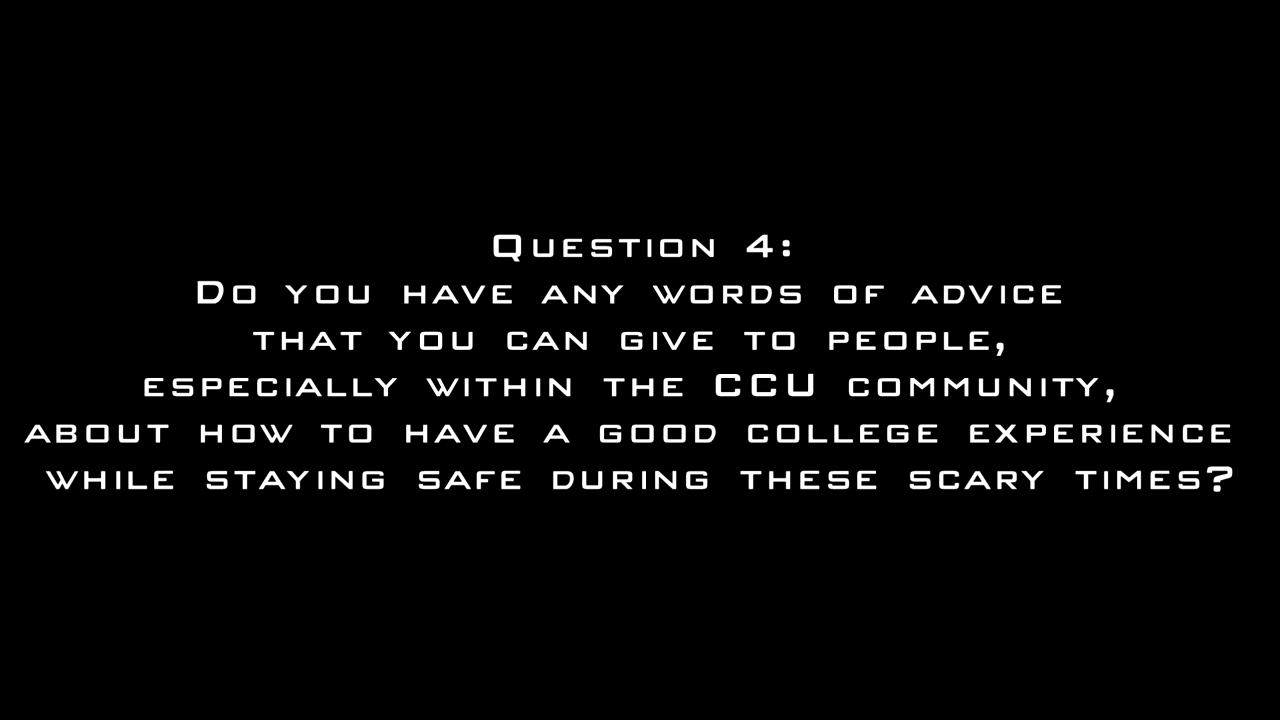 Question 4:
Do you have any words of advice
that you can give to people,
especially within the CCU community,
about how to have a good college experience
while staying safe during these scary times?